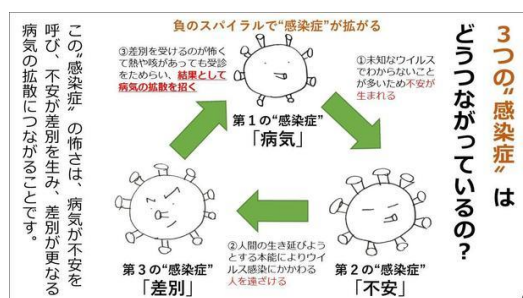 3つの“感染症”は
どうつながっているの？
負のスパイラルで“感染症”が拡がる
①未知なウイルス
でわからないこと
が多いため不安が
生まれる
第1の“感染症”
「病気」
②人間の生き延びよう
とする本能によりウイ
ルス感染にかかわる
人を遠ざける
第2の“感染症”
「不安」
③差別を受けるのが怖く
て熱や咳があっても受診
をためらい、結果として
病気の拡散を招く
第3の“感染症”
「差別」
この“感染症”の怖さは、病気が不安を
呼び、不安が差別を生み、差別が更なる
病気の拡散につながることです。